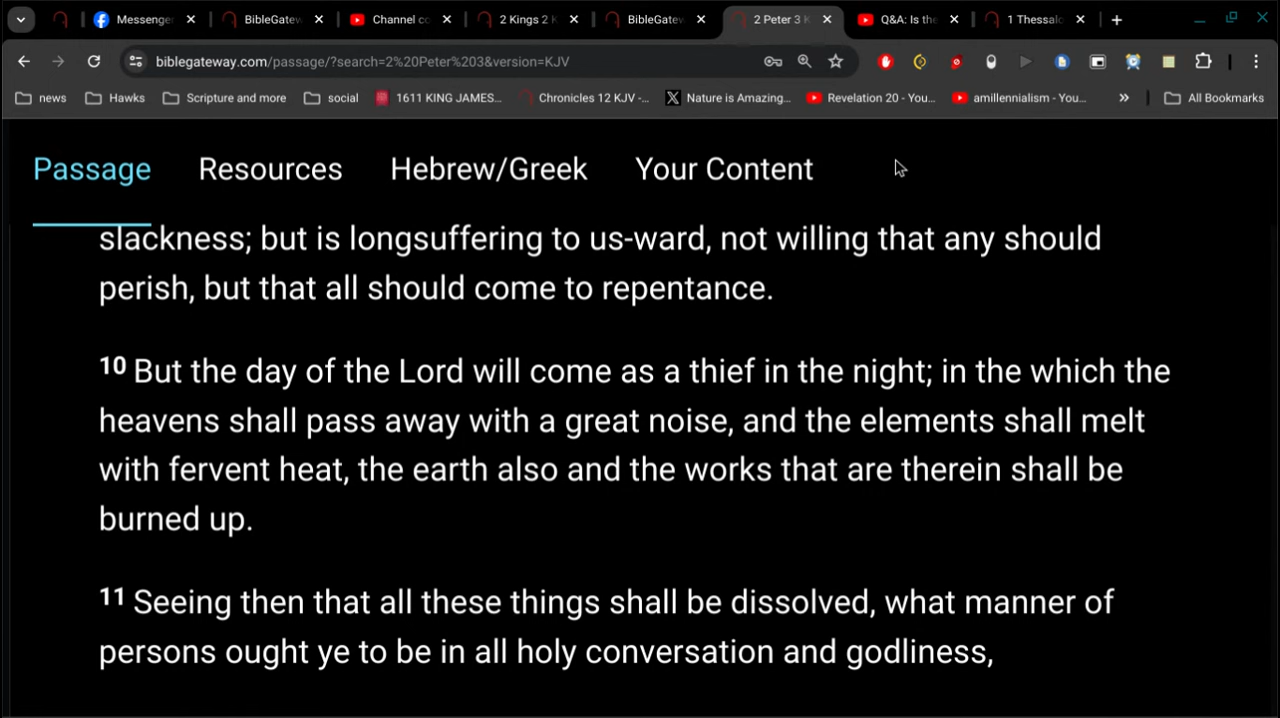 Messenger
BibleGatew
Channel co
2 Kings 2 K
BibleGatew
2 Peter 3 K
Q&A: Is the
1 Thessalo
biblegateway.com/passage/?search=2%20Peter%203&version=KJV
news
Hawks
Scripture and more
social
1611 KING JAMES...
Chronicles 12 KJV -...
Nature is Amazing...
Revelation 20 - You...
amillennialism - You...
All Bookmarks
Passage
Resources
Hebrew/Greek
Your Content
slackness; but is longsuffering to us-ward, not willing that any should
perish, but that all should come to repentance.
10 But the day of the Lord will come as a thief in the night; in the which the
heavens shall pass away with a great noise, and the elements shall melt
with fervent heat, the earth also and the works that are therein shall be
burned up.
11 Seeing then that all these things shall be dissolved, what manner of
persons ought ye to be in all holy conversation and godliness,